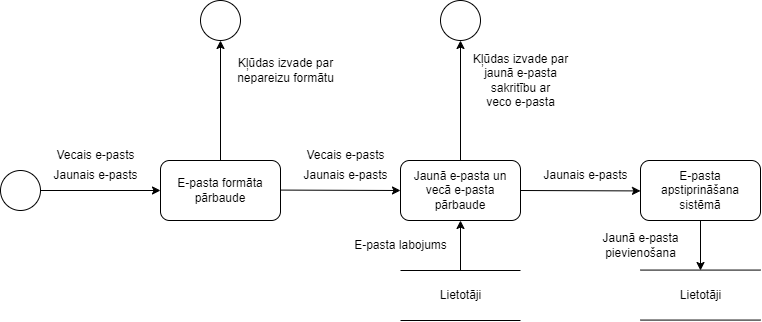 Kļūdas izvade par
nepareizu formātu
Kļūdas izvade par
jaunā e-pasta
sakritību ar
veco e-pasta
Vecais e-pasts
Jaunais e-pasts
E-pasta formāta
pārbaude
Vecais e-pasts
Jaunais e-pasts
Jaunā e-pasta un
vecā e-pasta
pārbaude
Jaunais e-pasts
E-pasta
apstiprināšana
sistēmā
E-pasta labojums
Jaunā e-pasta
pievienošana
Lietotāji
Lietotāji